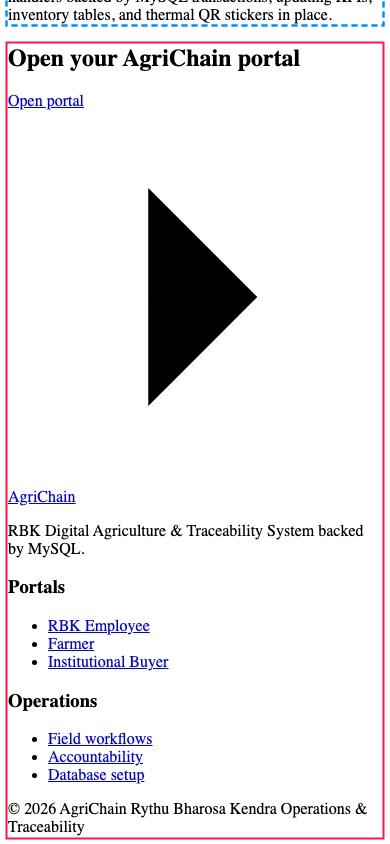 handlers backed by MySQL transactions, updating KPIs,
inventory tables, and thermal QR stickers in place.
Open your AgriChain portal
Open portal
AgriChain
RBK Digital Agriculture & Traceability System backed
by MySQL.
Portals
RBK Employee
Farmer
Institutional Buyer
Operations
Field workflows
Accountability
Database setup
© 2026 AgriChain Rythu Bharosa Kendra Operations &
Traceability